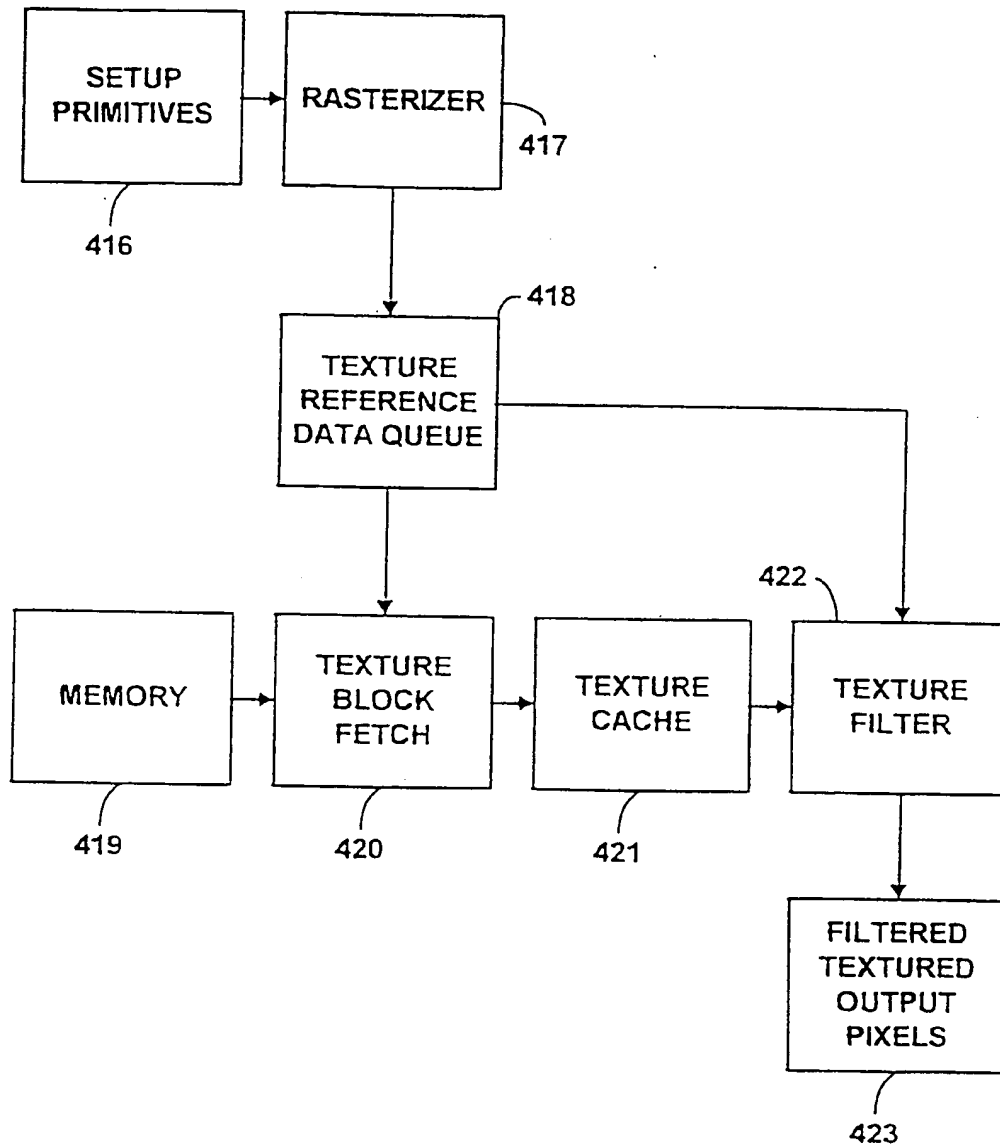 SETUP
PRIMITIVES
RASTERIZER
417
416
418
TEXTURE
REFERENCE
DATA QUEUE
422
MEMORY
TEXTURE
BLOCK
FETCH
TEXTURE
CACHE
TEXTURE
FILTER
419
420
421
FILTERED
TEXTURED
OUTPUT
PIXELS
423